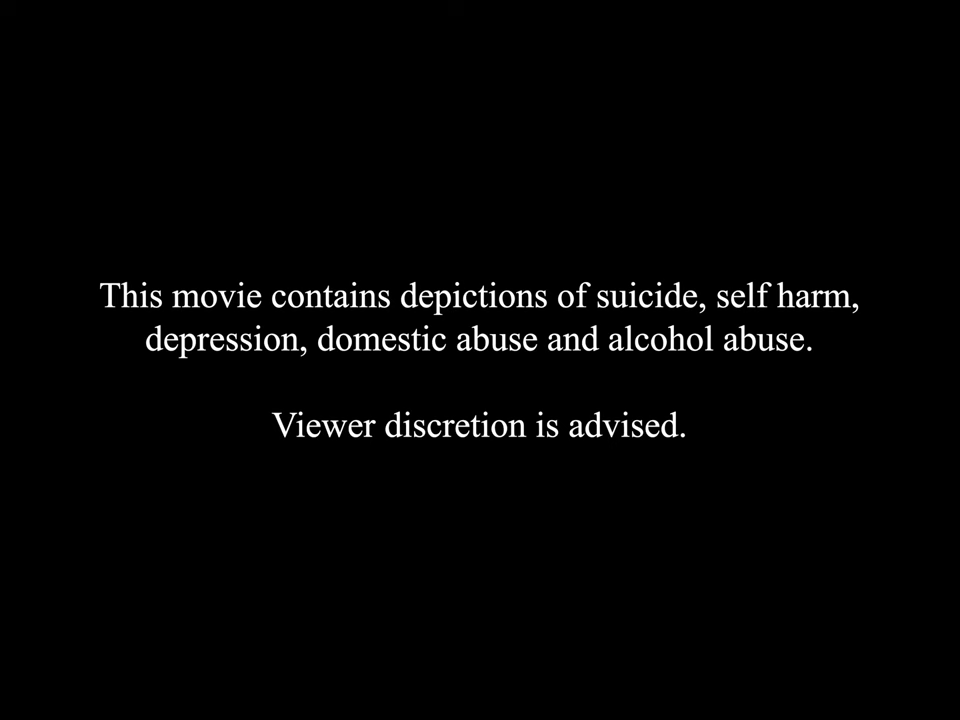 This movie contains depictions of suicide, self harm,
depression, domestic abuse and alcohol abuse.
Viewer discretion is advised.